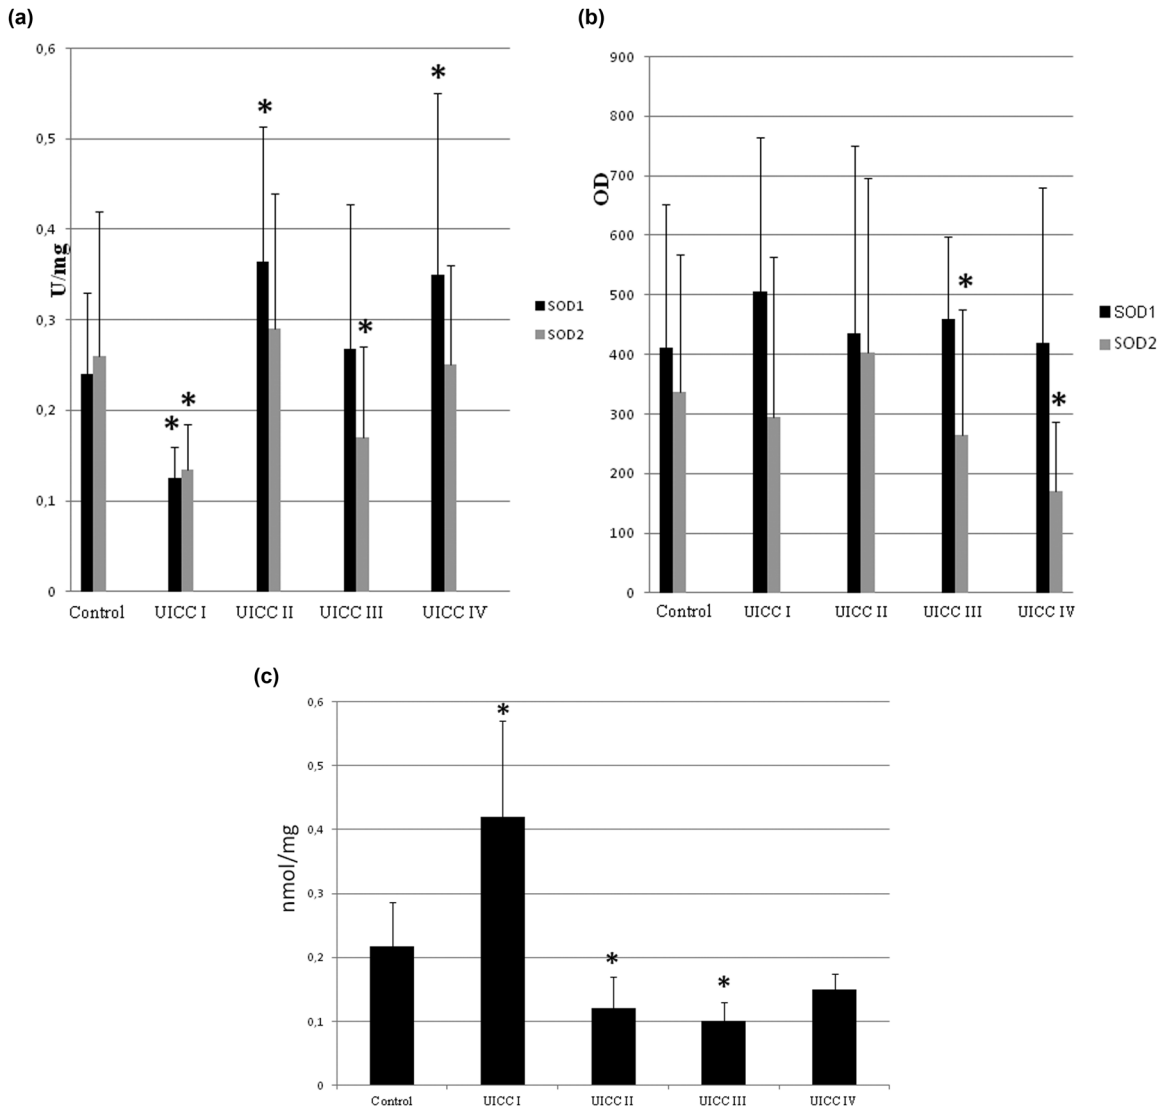 (a)
0,6
0,5
0,4
0,3
0,2
0,1
0
U/mg
*
*
*
*
*
Control UICC I UICC II UICC III UICC IV
SOD1
SOD2
(b)
900
800
700
600
500
400
300
200
100
0
OD
*
*
Control UICC I UICC II UICC III UICC IV
SOD1
SOD2
(c)
0,6
0,5
0,4
0,3
0,2
0,1
0
nmol/mg
*
*
*
Control UICC I UICC II UICC III UICC IV